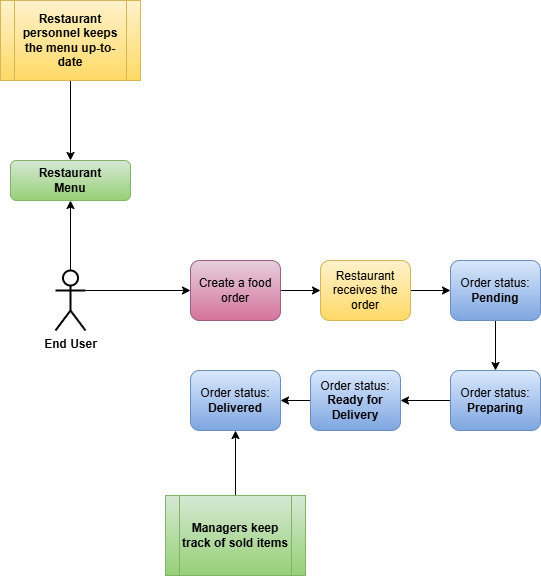 Restaurant
personnel keeps
the menu up-to-
date
Restaurant
Menu
End User
Create a food
order
Restaurant
receives the
order
Order status:
Pending
Order status:
Preparing
Order status:
Ready for
Delivery
Order status:
Delivered
Managers keep
track of sold items